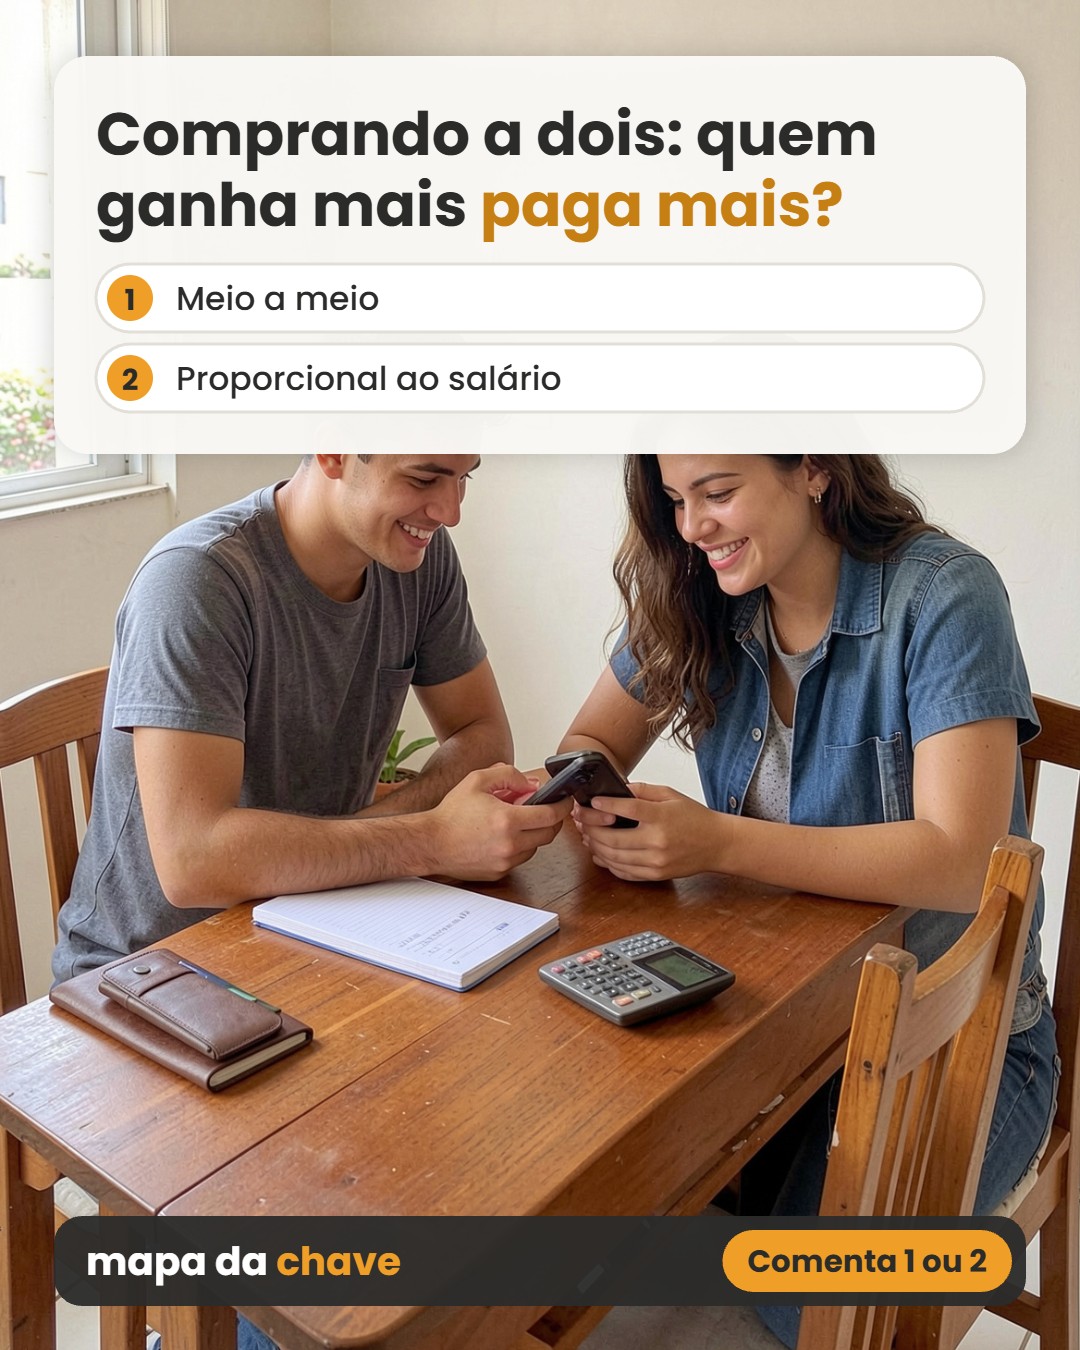 Comprando a dois: quem
ganha mais paga mais?
1 Meio a meio
2 Proporcional ao salário
mapa da chave
Comenta 1 ou 2